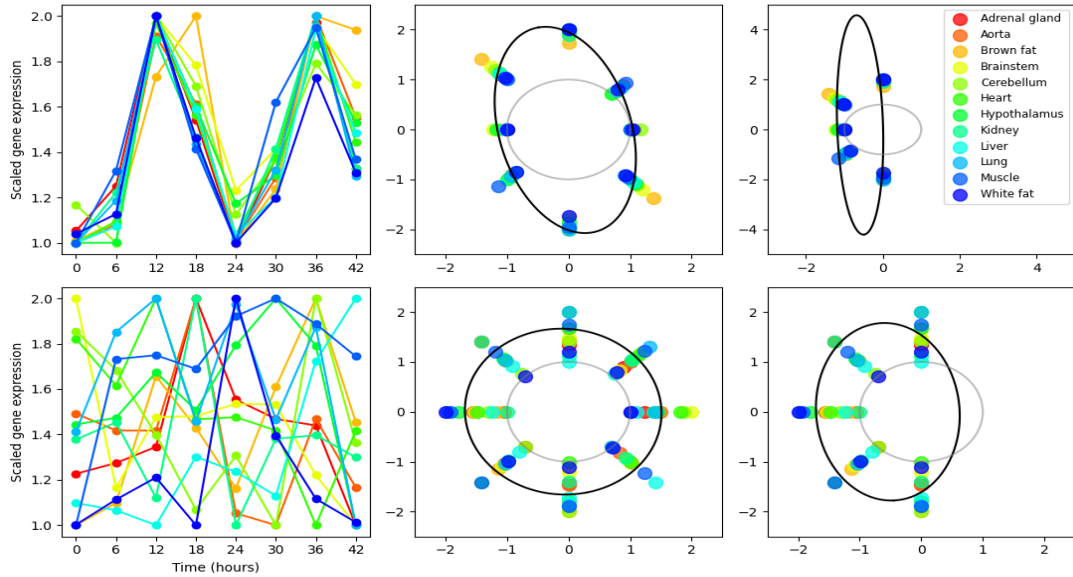 Scaled gene expression
2.0
1.8
1.6
1.4
1.2
1.0
0 6 12 18 24 30 36 42
2
1
0
−1
−2
−2 −1 0 1 2
4
2
0
−2
−4
−2 0 2 4
Adrenal gland
Aorta
Brown fat
Brainstem
Cerebellum
Heart
Hypothalamus
Kidney
Liver
Lung
Muscle
White fat
Scaled gene expression
2.0
1.8
1.6
1.4
1.2
1.0
0 6 12 18 24 30 36 42
Time (hours)
2
1
0
−1
−2
−2 −1 0 1 2
2
1
0
−1
−2
−2 −1 0 1 2